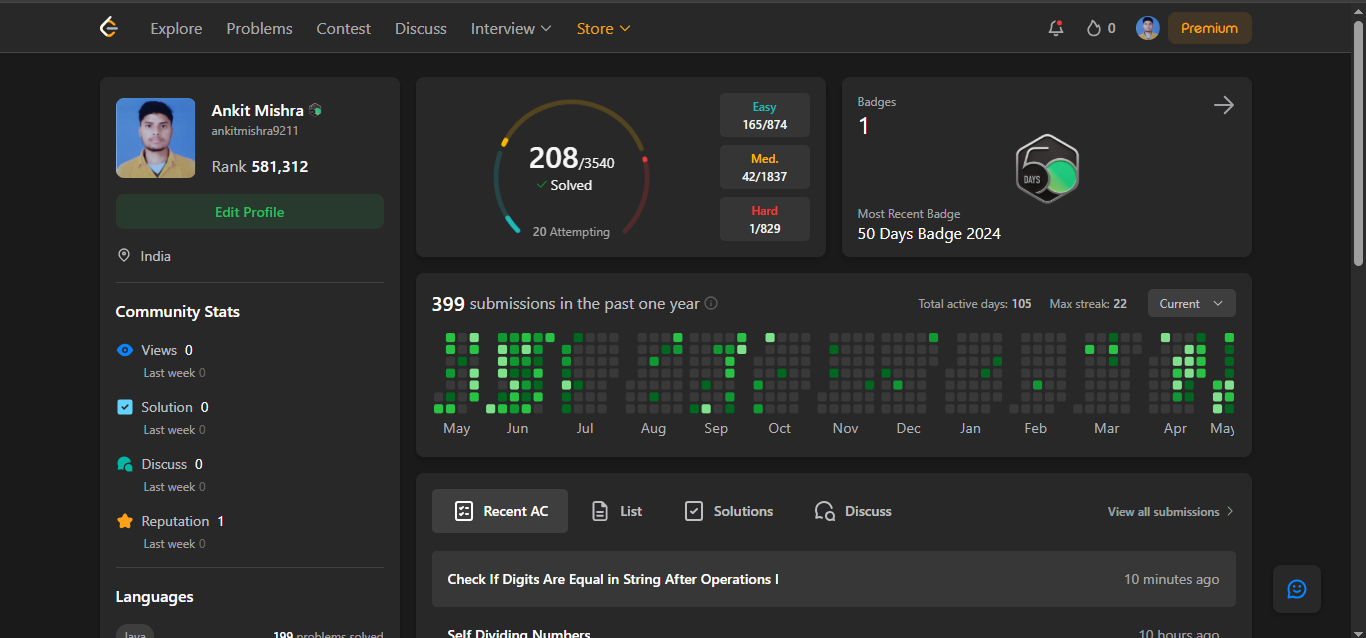 Explore Problems Contest Discuss Interview Store 0 Premium
Ankit Mishra
ankitmishra9211
Rank 581,312
Edit Profile
India
Community Stats
Views 0
Last week 0
Solution 0
Last week 0
Discuss 0
Last week 0
Reputation 1
Last week 0
Languages
Java 199 problems solved
208/3540
Solved
20 Attempting
Easy
165/874
Med.
42/1837
Hard
1/829
Badges
1
50
DAYS
Most Recent Badge
50 Days Badge 2024
399 submissions in the past one year Total active days: 105 Max streak: 22 Current
May Jun Jul Aug Sep Oct Nov Dec Jan Feb Mar Apr May
Recent AC List Solutions Discuss View all submissions
Check If Digits Are Equal in String After Operations I 10 minutes ago
Self Dividing Numbers 10 hours ago